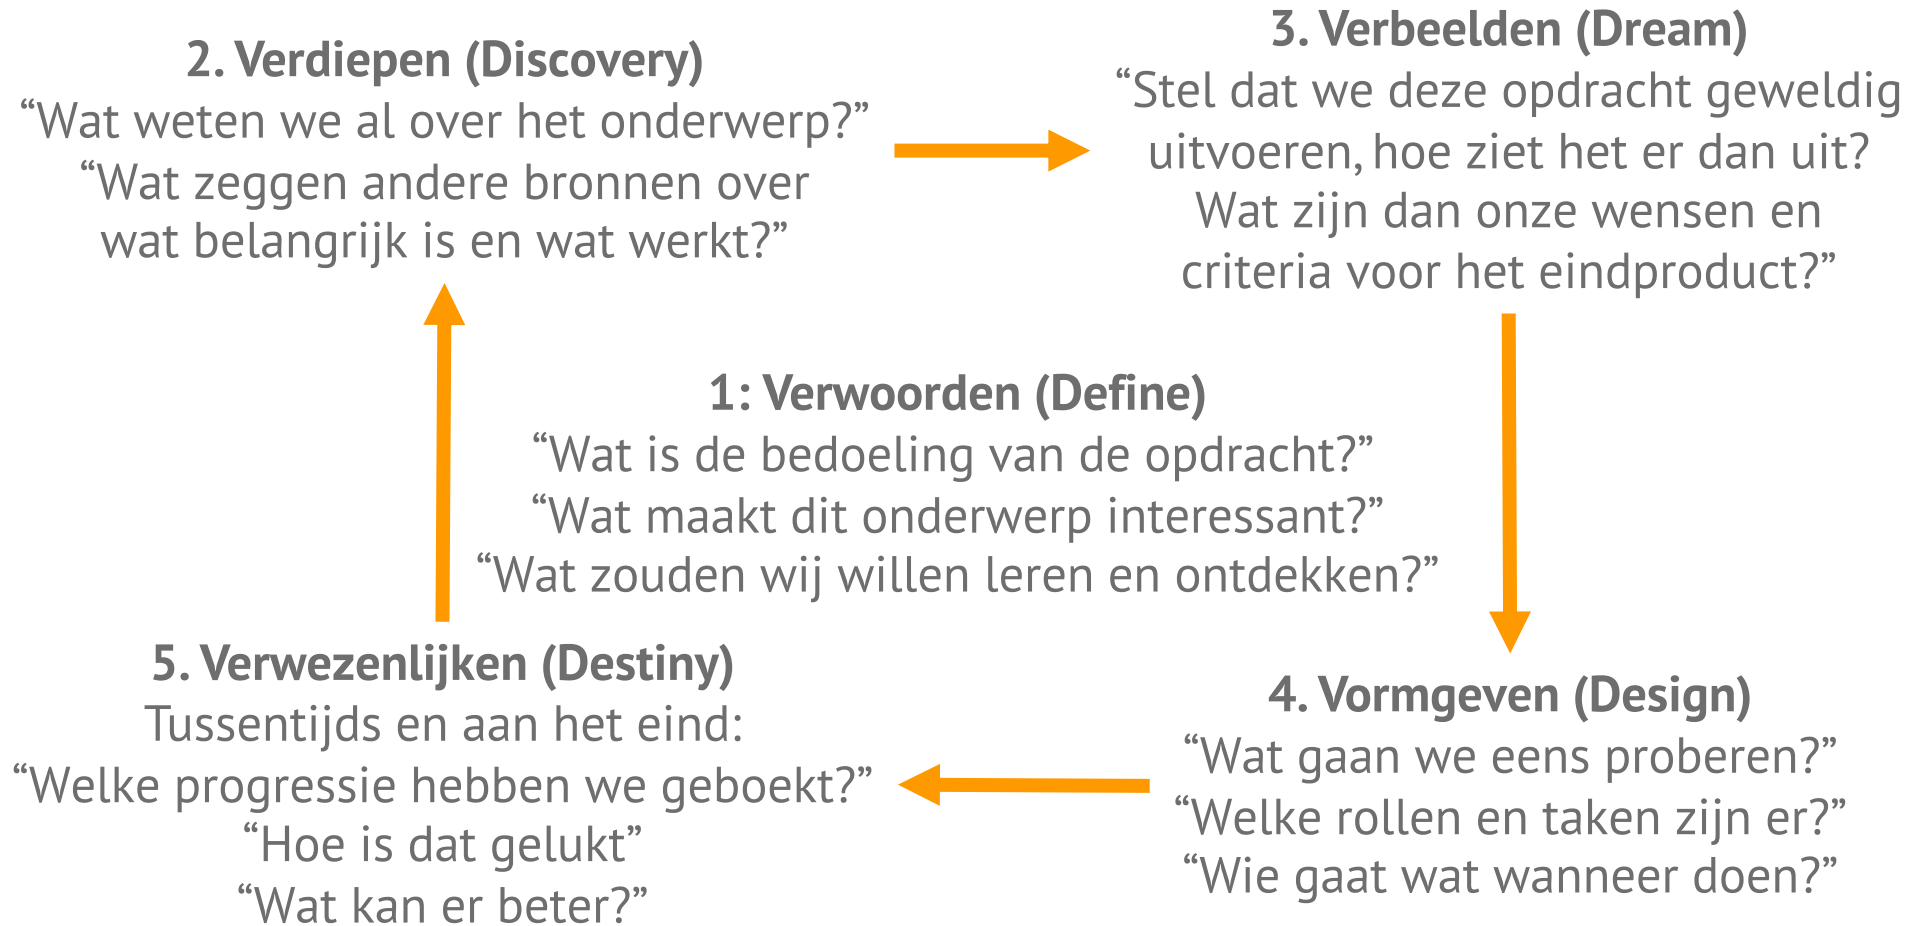 2. Verdiepen (Discovery)
“Wat weten we al over het onderwerp?”
“Wat zeggen andere bronnen over
wat belangrijk is en wat werkt?”
3. Verbeelden (Dream)
“Stel dat we deze opdracht geweldig
uitvoeren, hoe ziet het er dan uit?
Wat zijn dan onze wensen en
criteria voor het eindproduct?”
1: Verwoorden (Define)
“Wat is de bedoeling van de opdracht?”
“Wat maakt dit onderwerp interessant?”
“Wat zouden wij willen leren en ontdekken?”
5. Verwezenlijken (Destiny)
Tussentijds en aan het eind:
“Welke progressie hebben we geboekt?”
“Hoe is dat gelukt”
“Wat kan er beter?”
4. Vormgeven (Design)
“Wat gaan we eens proberen?”
“Welke rollen en taken zijn er?”
“Wie gaat wat wanneer doen?”